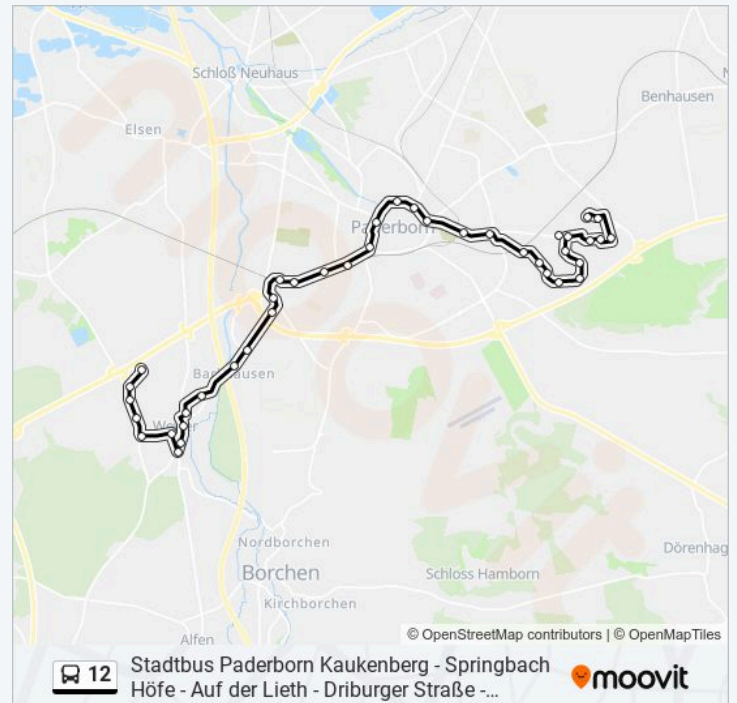 Schloß Neuhaus
Benhausen
Elsen
Paderborn
Barkhausen
Nordborchen
Borchen
Schloss Hamborn
Dörenhag
Kirchborchen
Alfen
© OpenStreetMap contributors | © OpenMapTiles
12
Stadtbus Paderborn Kaukenberg - Springbach
Höfe - Auf der Lieth - Driburger Straße -...
moovit